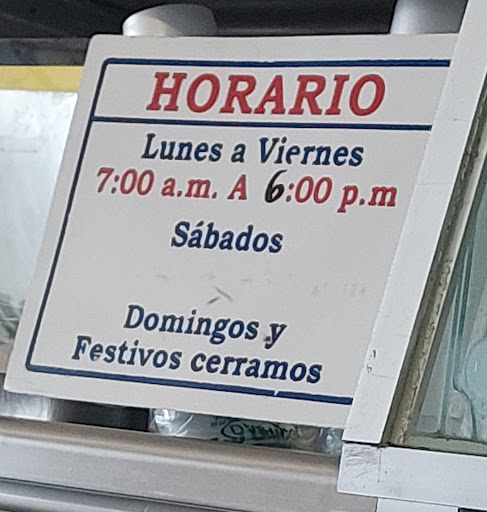 HORARIO
Lunes a Viernes
7:00 a.m. A 6:00 p.m
Sábados
Domingos y
Festivos cerramos